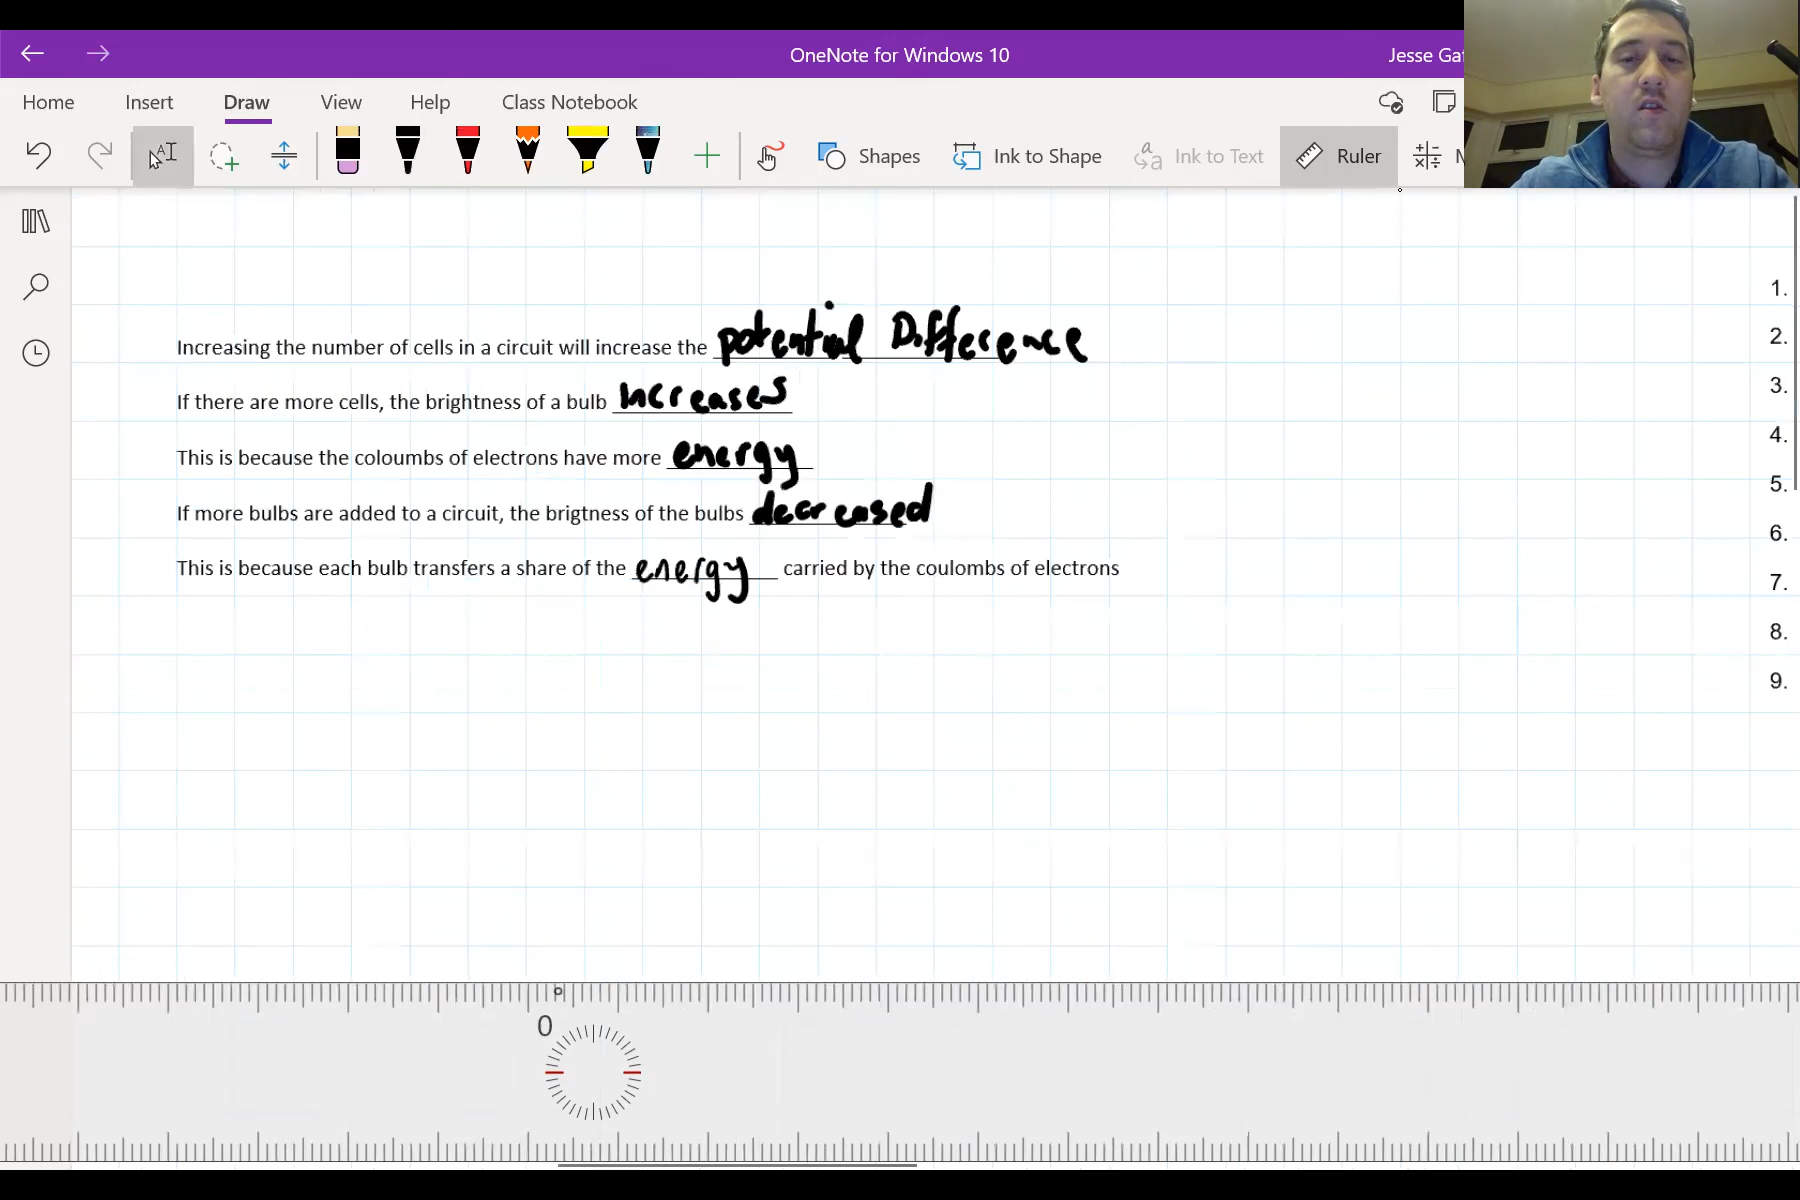 OneNote for Windows 10
Jesse Gat
Home Insert Draw View Help Class Notebook
Shapes Ink to Shape Ink to Text Ruler
Increasing the number of cells in a circuit will increase the potential Difference
If there are more cells, the brightness of a bulb increases
This is because the coloumbs of electrons have more energy
If more bulbs are added to a circuit, the brigtness of the bulbs decreased
This is because each bulb transfers a share of the energy carried by the coulombs of electrons
1.
2.
3.
4.
5.
6.
7.
8.
9.
0